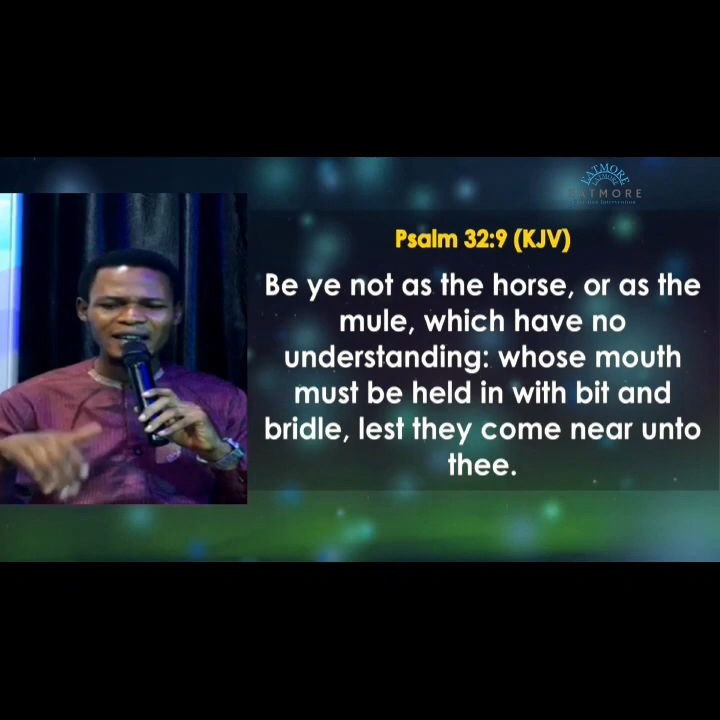 EATMORE
Psalm 32:9 (KJV)
Be ye not as the horse, or as the
mule, which have no
understanding: whose mouth
must be held in with bit and
bridle, lest they come near unto
thee.